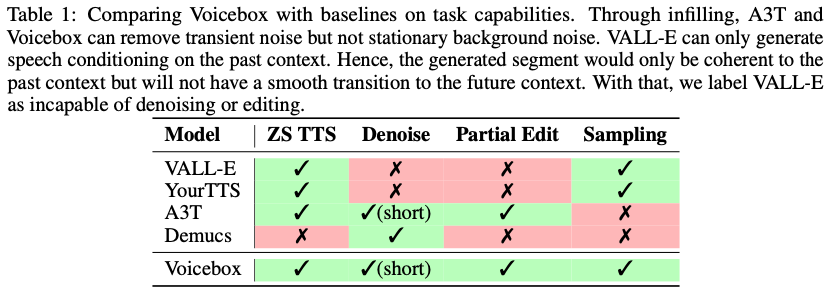 Table 1: Comparing Voicebox with baselines on task capabilities. Through infilling, A3T and
Voicebox can remove transient noise but not stationary background noise. VALL-E can only generate
speech conditioning on the past context. Hence, the generated segment would only be coherent to the
past context but will not have a smooth transition to the future context. With that, we label VALL-E
as incapable of denoising or editing.
Model ZS TTS Denoise Partial Edit Sampling
VALL-E ✓ ✗ ✗ ✓
YourTTS ✓ ✗ ✗ ✓
A3T ✓ ✓(short) ✓ ✗
Demucs ✗ ✓ ✗ ✗
Voicebox ✓ ✓(short) ✓ ✓